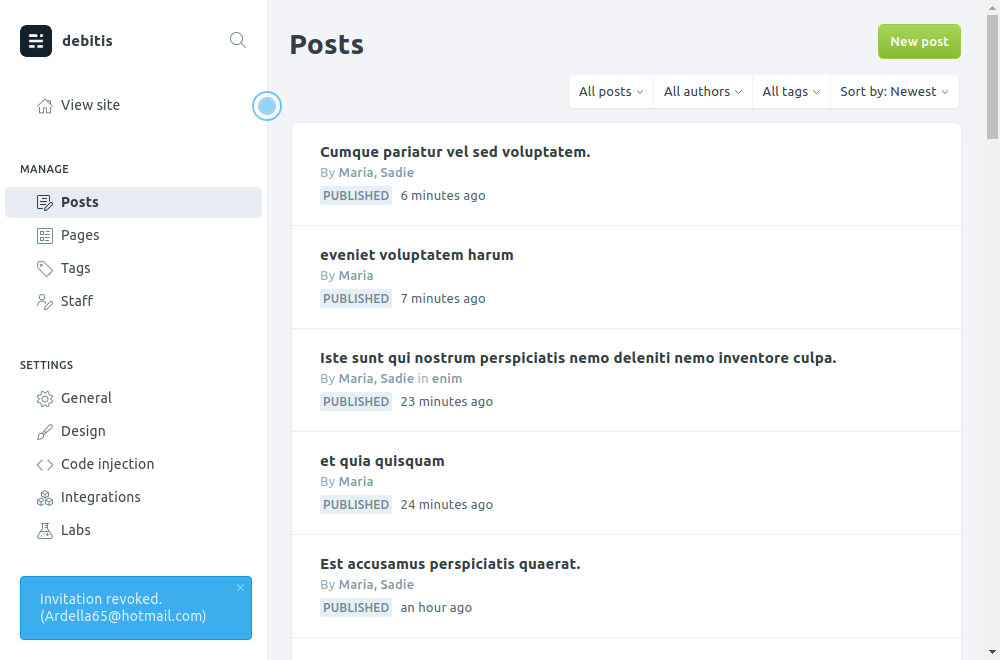 debitis
View site
MANAGE
Posts
Pages
Tags
Staff
SETTINGS
General
Design
Code injection
Integrations
Labs
Invitation revoked.
(Ardella65@hotmail.com)
Posts
New post
All posts
All authors
All tags
Sort by: Newest
Cumque pariatur vel sed voluptatem.
By Maria, Sadie
PUBLISHED 6 minutes ago
eveniet voluptatem harum
By Maria
PUBLISHED 7 minutes ago
Iste sunt qui nostrum perspiciatis nemo deleniti nemo inventore culpa.
By Maria, Sadie in enim
PUBLISHED 23 minutes ago
et quia quisquam
By Maria
PUBLISHED 24 minutes ago
Est accusamus perspiciatis quaerat.
By Maria, Sadie
PUBLISHED an hour ago